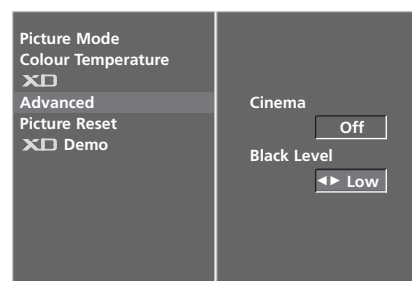 Picture Mode
Colour Temperature
XD
Advanced
Picture Reset
XD Demo
Cinema
Off
Black Level
◀▶ Low